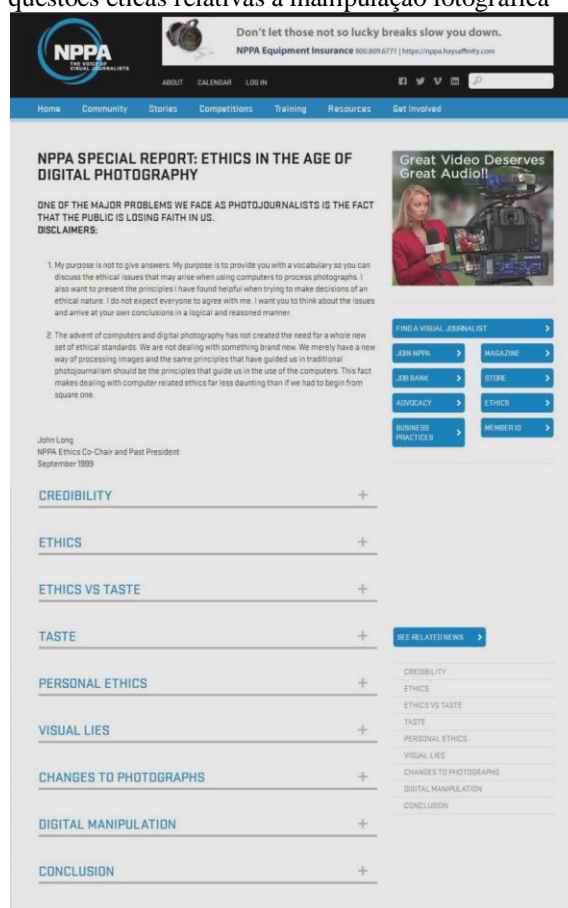 questões éticas relativas à manipulação fotográfica
NPPA
THE VOICE OF
VISUAL JOURNALISTS
Don't let those not so lucky breaks slow you down.
NPPA Equipment Insurance 800.809.6771 | https://nppa.haysaffinity.com
ABOUT CALENDAR LOG IN
Home Community Stories Competitions Training Resources Get Involved
NPPA SPECIAL REPORT: ETHICS IN THE AGE OF
DIGITAL PHOTOGRAPHY
ONE OF THE MAJOR PROBLEMS WE FACE AS PHOTOJOURNALISTS IS THE FACT
THAT THE PUBLIC IS LOSING FAITH IN US.
DISCLAIMERS:
1. My purpose is not to give answers. My purpose is to provide you with a vocabulary so you can
discuss the ethical issues that may arise when using computers to process photographs. I
also want to present the principles I have found helpful when trying to make decisions of an
ethical nature. I do not expect everyone to agree with me. I want you to think about the issues
and arrive at your own conclusions in a logical and reasoned manner.
2. The advent of computers and digital photography has not created the need for a whole new
set of ethical standards. We are not dealing with something brand new. We merely have a new
way of processing images and the same principles that have guided us in traditional
photojournalism should be the principles that guide us in the use of the computers. This fact
makes dealing with computer related ethics far less daunting than if we had to begin from
square one.
John Long
NPPA Ethics Co-Chair and Past President
September 1999
CREDIBILITY +
ETHICS +
ETHICS VS TASTE +
TASTE +
PERSONAL ETHICS +
VISUAL LIES +
CHANGES TO PHOTOGRAPHS +
DIGITAL MANIPULATION +
CONCLUSION +
Great Video Deserves
Great Audio!!
FIND A VISUAL JOURNALIST
JOIN NPPA MAGAZINE
JOB BANK STORE
ADVOCACY ETHICS
BUSINESS
PRACTICES
MEMBER ID
SEE RELATED NEWS
CREDIBILITY
ETHICS
ETHICS VS TASTE
TASTE
PERSONAL ETHICS
VISUAL LIES
CHANGES TO PHOTOGRAPHS
DIGITAL MANIPULATION
CONCLUSION